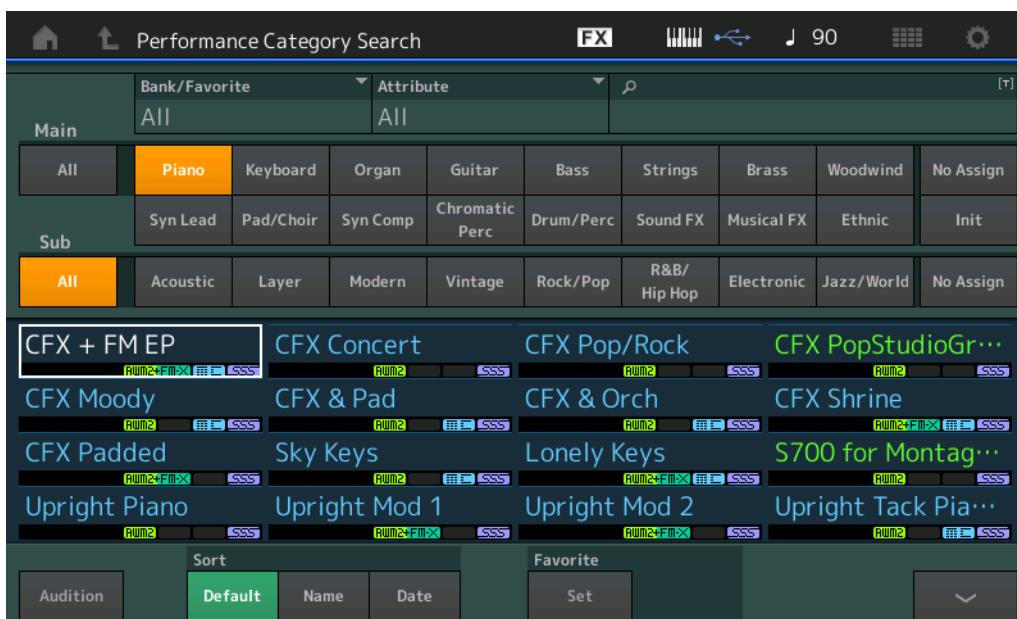 Performance Category Search FX 90
Bank/Favorite Attribute [T]
All All
Main
All Piano Keyboard Organ Guitar Bass Strings Brass Woodwind No Assign
Syn Lead Pad/Choir Syn Comp Chromatic Perc Drum/Perc Sound FX Musical FX Ethnic Init
Sub
All Acoustic Layer Modern Vintage Rock/Pop R&B/ Hip Hop Electronic Jazz/World No Assign
CFX + FM EP CFX Concert CFX Pop/Rock CFX PopStudioGr···
AWM2+FM-X SSS AWM2 SSS AWM2 SSS AWM2 SSS
CFX Moody CFX & Pad CFX & Orch CFX Shrine
AWM2 SSS AWM2 SSS AWM2 SSS AWM2+FM-X SSS
CFX Padded Sky Keys Lonely Keys S700 for Montag···
AWM2+FM-X SSS AWM2 SSS AWM2+FM-X SSS AWM2 SSS
Upright Piano Upright Mod 1 Upright Mod 2 Upright Tack Pia···
AWM2 SSS AWM2+FM-X SSS AWM2+FM-X SSS AWM2 SSS
Sort Favorite
Audition Default Name Date Set